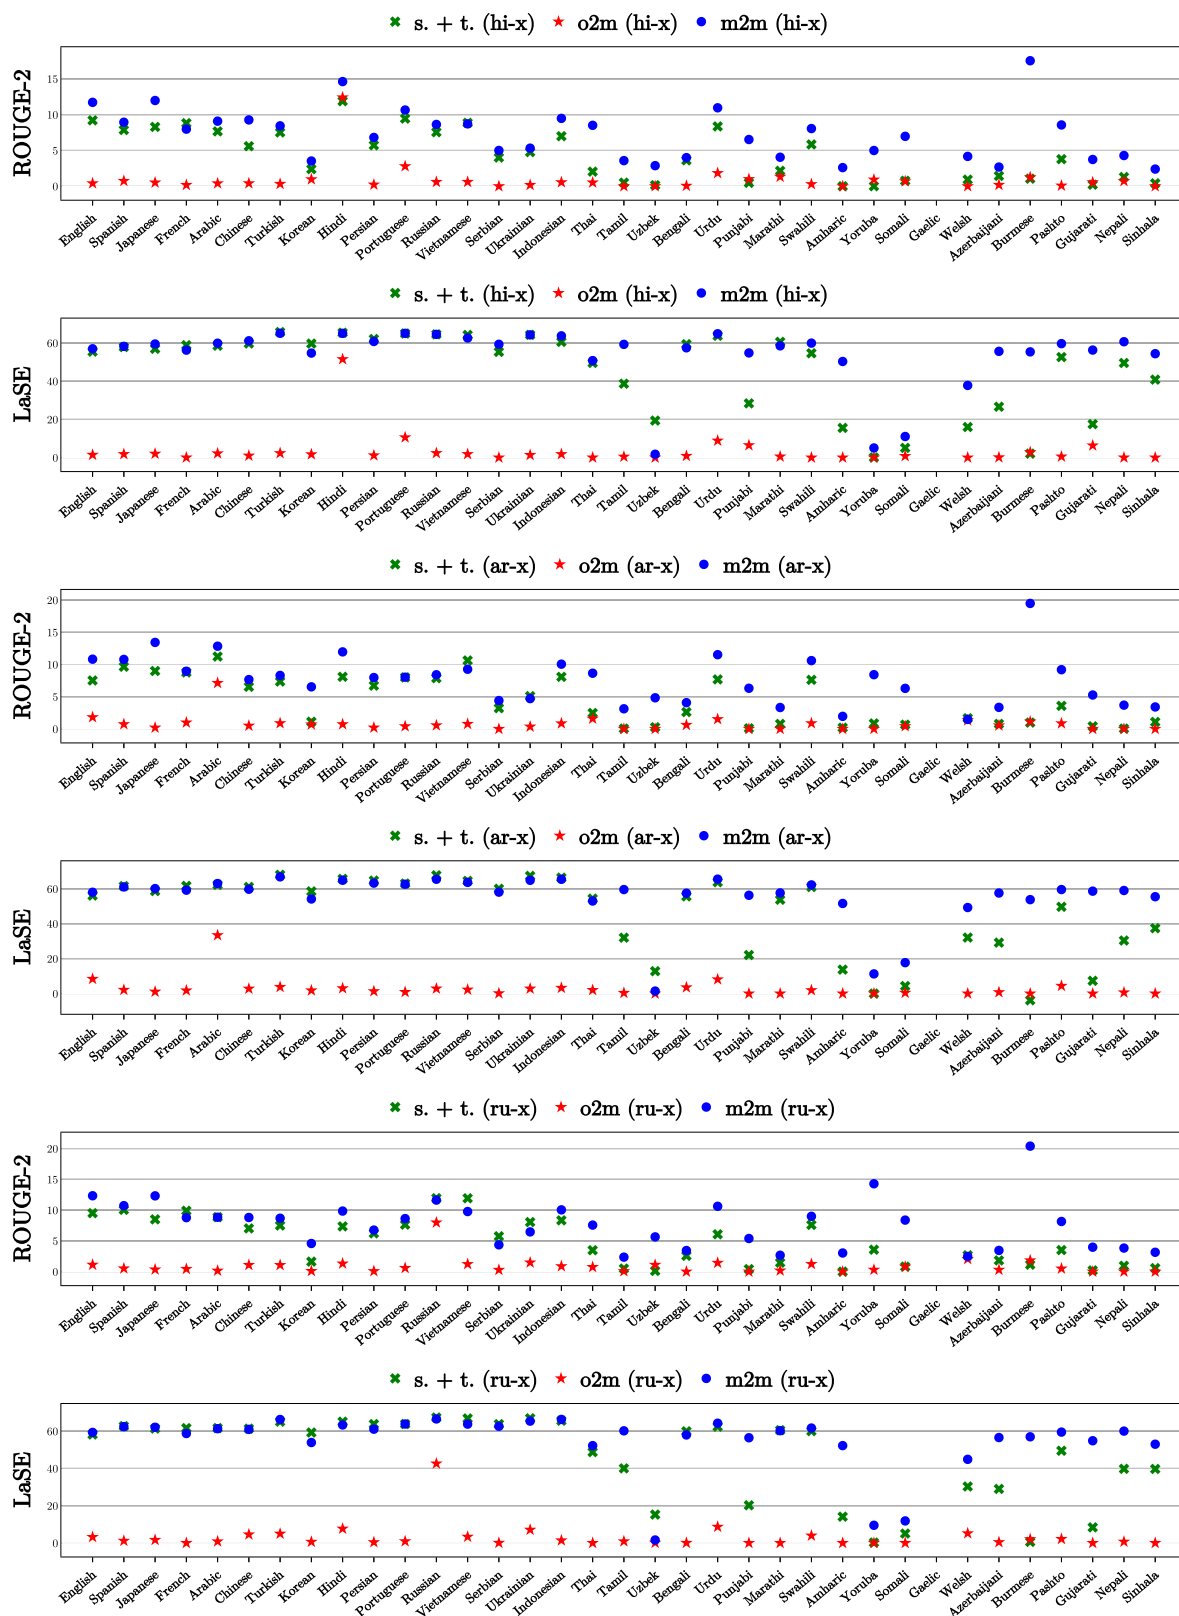 s. + t. (hi-x) o2m (hi-x) m2m (hi-x)
ROUGE-2
15
10
5
0
English Spanish Japanese French Arabic Chinese Turkish Korean Hindi Persian Portuguese Russian Vietnamese Serbian Ukrainian Indonesian Thai Tamil Uzbek Bengali Urdu Punjabi Marathi Swahili Amharic Yoruba Somali Gaelic Welsh Azerbaijani Burmese Pashto Gujarati Nepali Sinhala
s. + t. (hi-x) o2m (hi-x) m2m (hi-x)
LaSE
60
40
20
0
English Spanish Japanese French Arabic Chinese Turkish Korean Hindi Persian Portuguese Russian Vietnamese Serbian Ukrainian Indonesian Thai Tamil Uzbek Bengali Urdu Punjabi Marathi Swahili Amharic Yoruba Somali Gaelic Welsh Azerbaijani Burmese Pashto Gujarati Nepali Sinhala
s. + t. (ar-x) o2m (ar-x) m2m (ar-x)
ROUGE-2
20
15
10
5
0
English Spanish Japanese French Arabic Chinese Turkish Korean Hindi Persian Portuguese Russian Vietnamese Serbian Ukrainian Indonesian Thai Tamil Uzbek Bengali Urdu Punjabi Marathi Swahili Amharic Yoruba Somali Gaelic Welsh Azerbaijani Burmese Pashto Gujarati Nepali Sinhala
s. + t. (ar-x) o2m (ar-x) m2m (ar-x)
LaSE
60
40
20
0
English Spanish Japanese French Arabic Chinese Turkish Korean Hindi Persian Portuguese Russian Vietnamese Serbian Ukrainian Indonesian Thai Tamil Uzbek Bengali Urdu Punjabi Marathi Swahili Amharic Yoruba Somali Gaelic Welsh Azerbaijani Burmese Pashto Gujarati Nepali Sinhala
s. + t. (ru-x) o2m (ru-x) m2m (ru-x)
ROUGE-2
20
15
10
5
0
English Spanish Japanese French Arabic Chinese Turkish Korean Hindi Persian Portuguese Russian Vietnamese Serbian Ukrainian Indonesian Thai Tamil Uzbek Bengali Urdu Punjabi Marathi Swahili Amharic Yoruba Somali Gaelic Welsh Azerbaijani Burmese Pashto Gujarati Nepali Sinhala
s. + t. (ru-x) o2m (ru-x) m2m (ru-x)
LaSE
60
40
20
0
English Spanish Japanese French Arabic Chinese Turkish Korean Hindi Persian Portuguese Russian Vietnamese Serbian Ukrainian Indonesian Thai Tamil Uzbek Bengali Urdu Punjabi Marathi Swahili Amharic Yoruba Somali Gaelic Welsh Azerbaijani Burmese Pashto Gujarati Nepali Sinhala